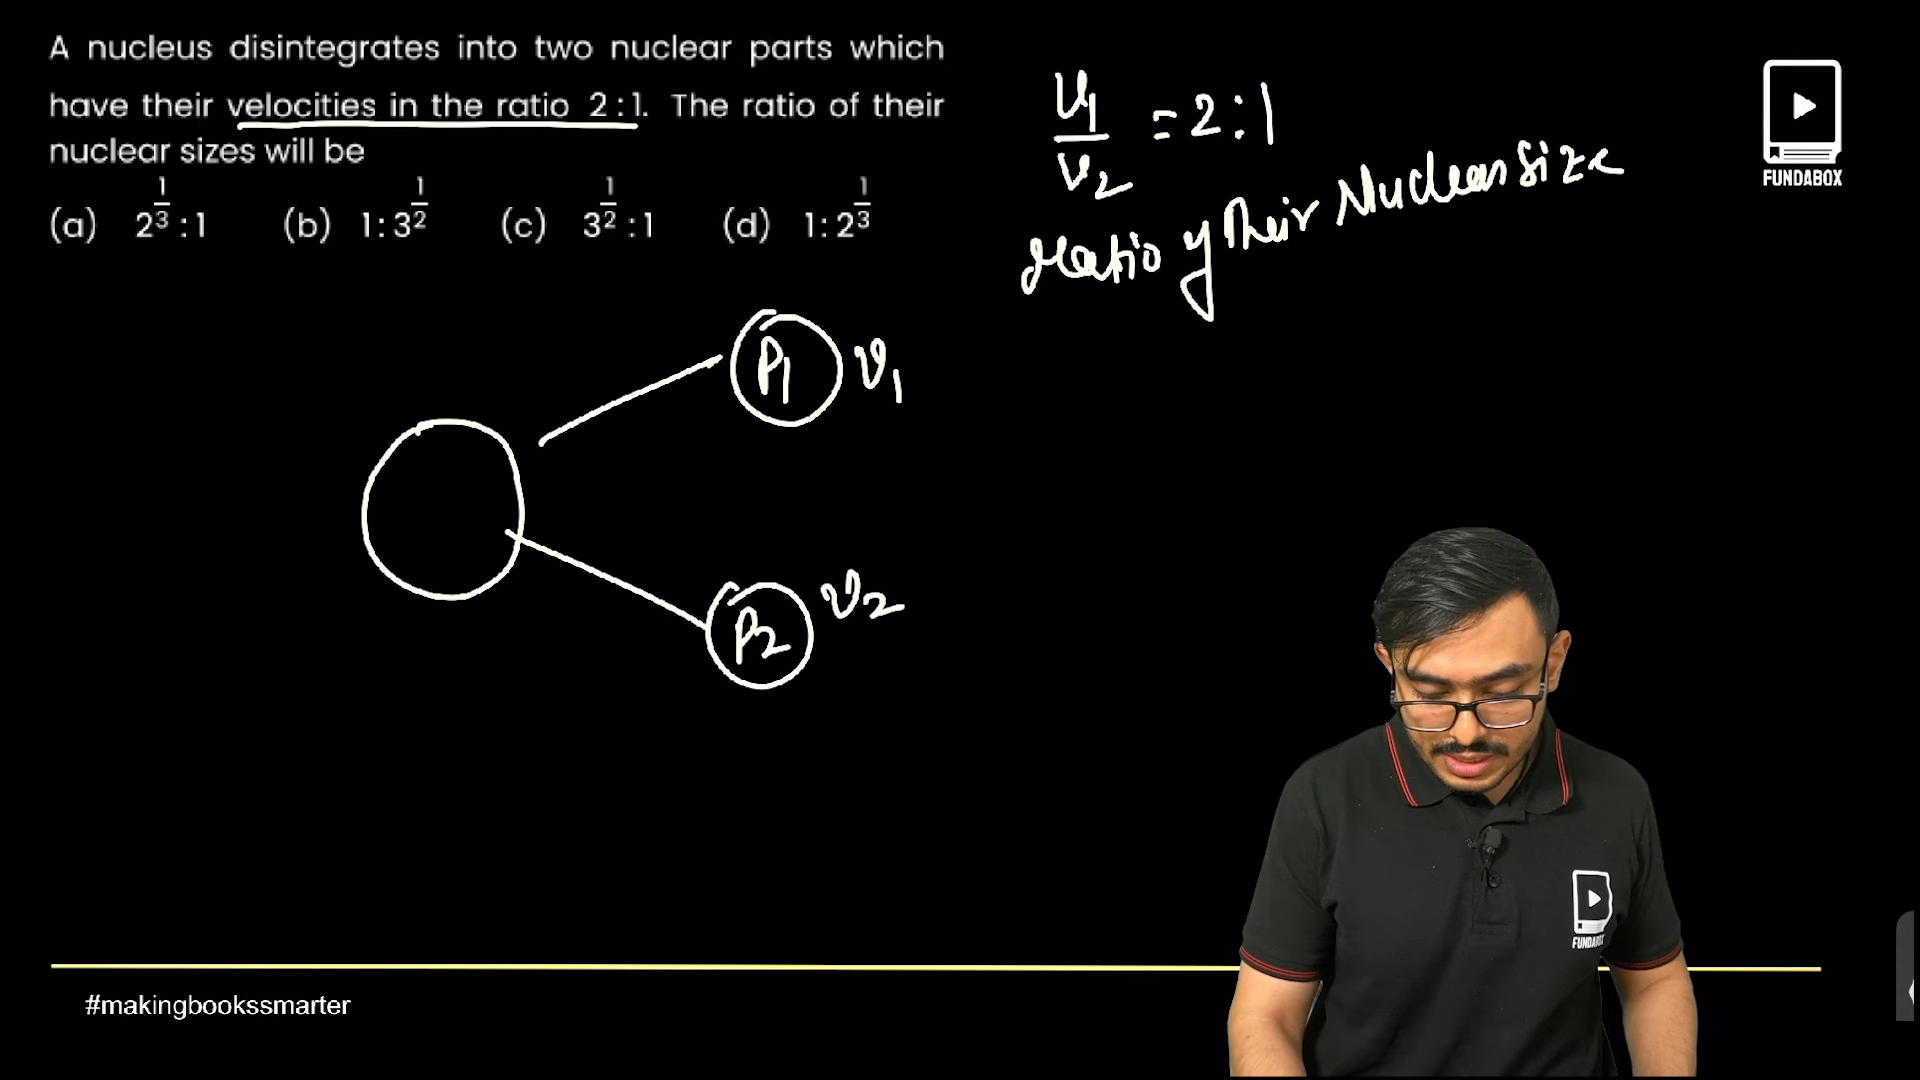 A nucleus disintegrates into two nuclear parts which
have their velocities in the ratio 2:1. The ratio of their
nuclear sizes will be
(a) 2^(1/3) : 1 (b) 1 : 3^(1/2) (c) 3^(1/2) : 1 (d) 1 : 2^(1/3)
v1/v2 = 2:1
Ratio of their Nuclear Size
FUNDABOX
P1 v1
P2 v2
FUNDABOX
#makingbookssmarter